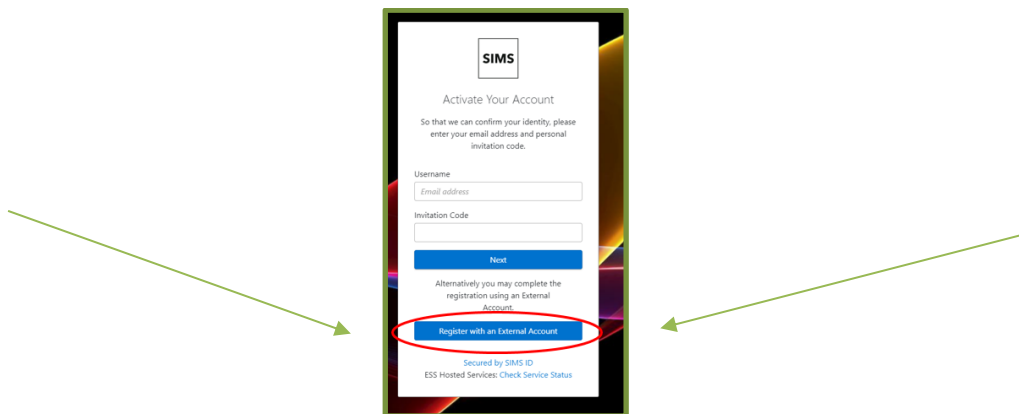 SIMS
Activate Your Account
So that we can confirm your identity, please
enter your email address and personal
invitation code.
Username
Email address
Invitation Code
Next
Alternatively you may complete the
registration using an External
Account.
Register with an External Account
Secured by SIMS ID
ESS Hosted Services: Check Service Status